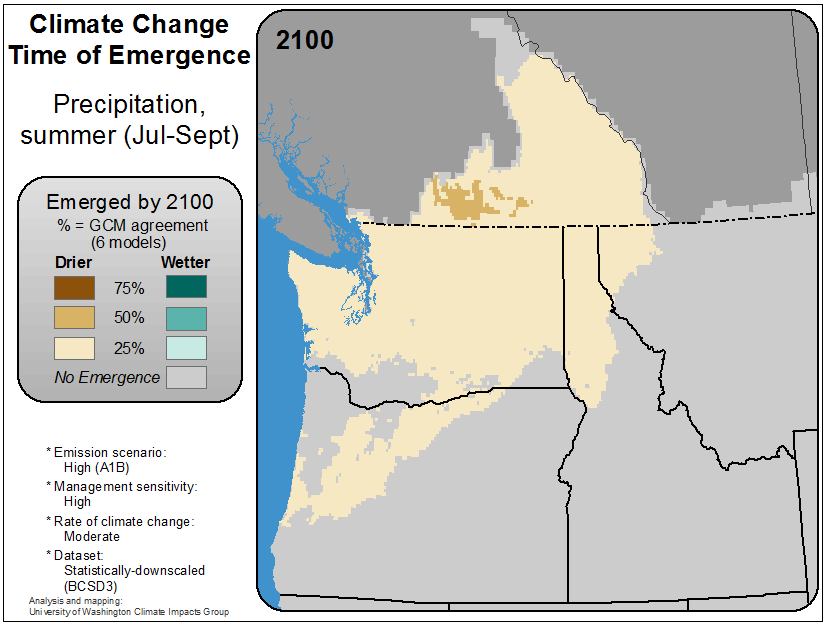 Climate Change
Time of Emergence
Precipitation,
summer (Jul-Sept)
Emerged by 2100
% = GCM agreement
(6 models)
Drier Wetter
75%
50%
25%
No Emergence
* Emission scenario:
High (A1B)
* Management sensitivity:
High
* Rate of climate change:
Moderate
* Dataset:
Statistically-downscaled
(BCSD3)
Analysis and mapping:
University of Washington Climate Impacts Group
2100